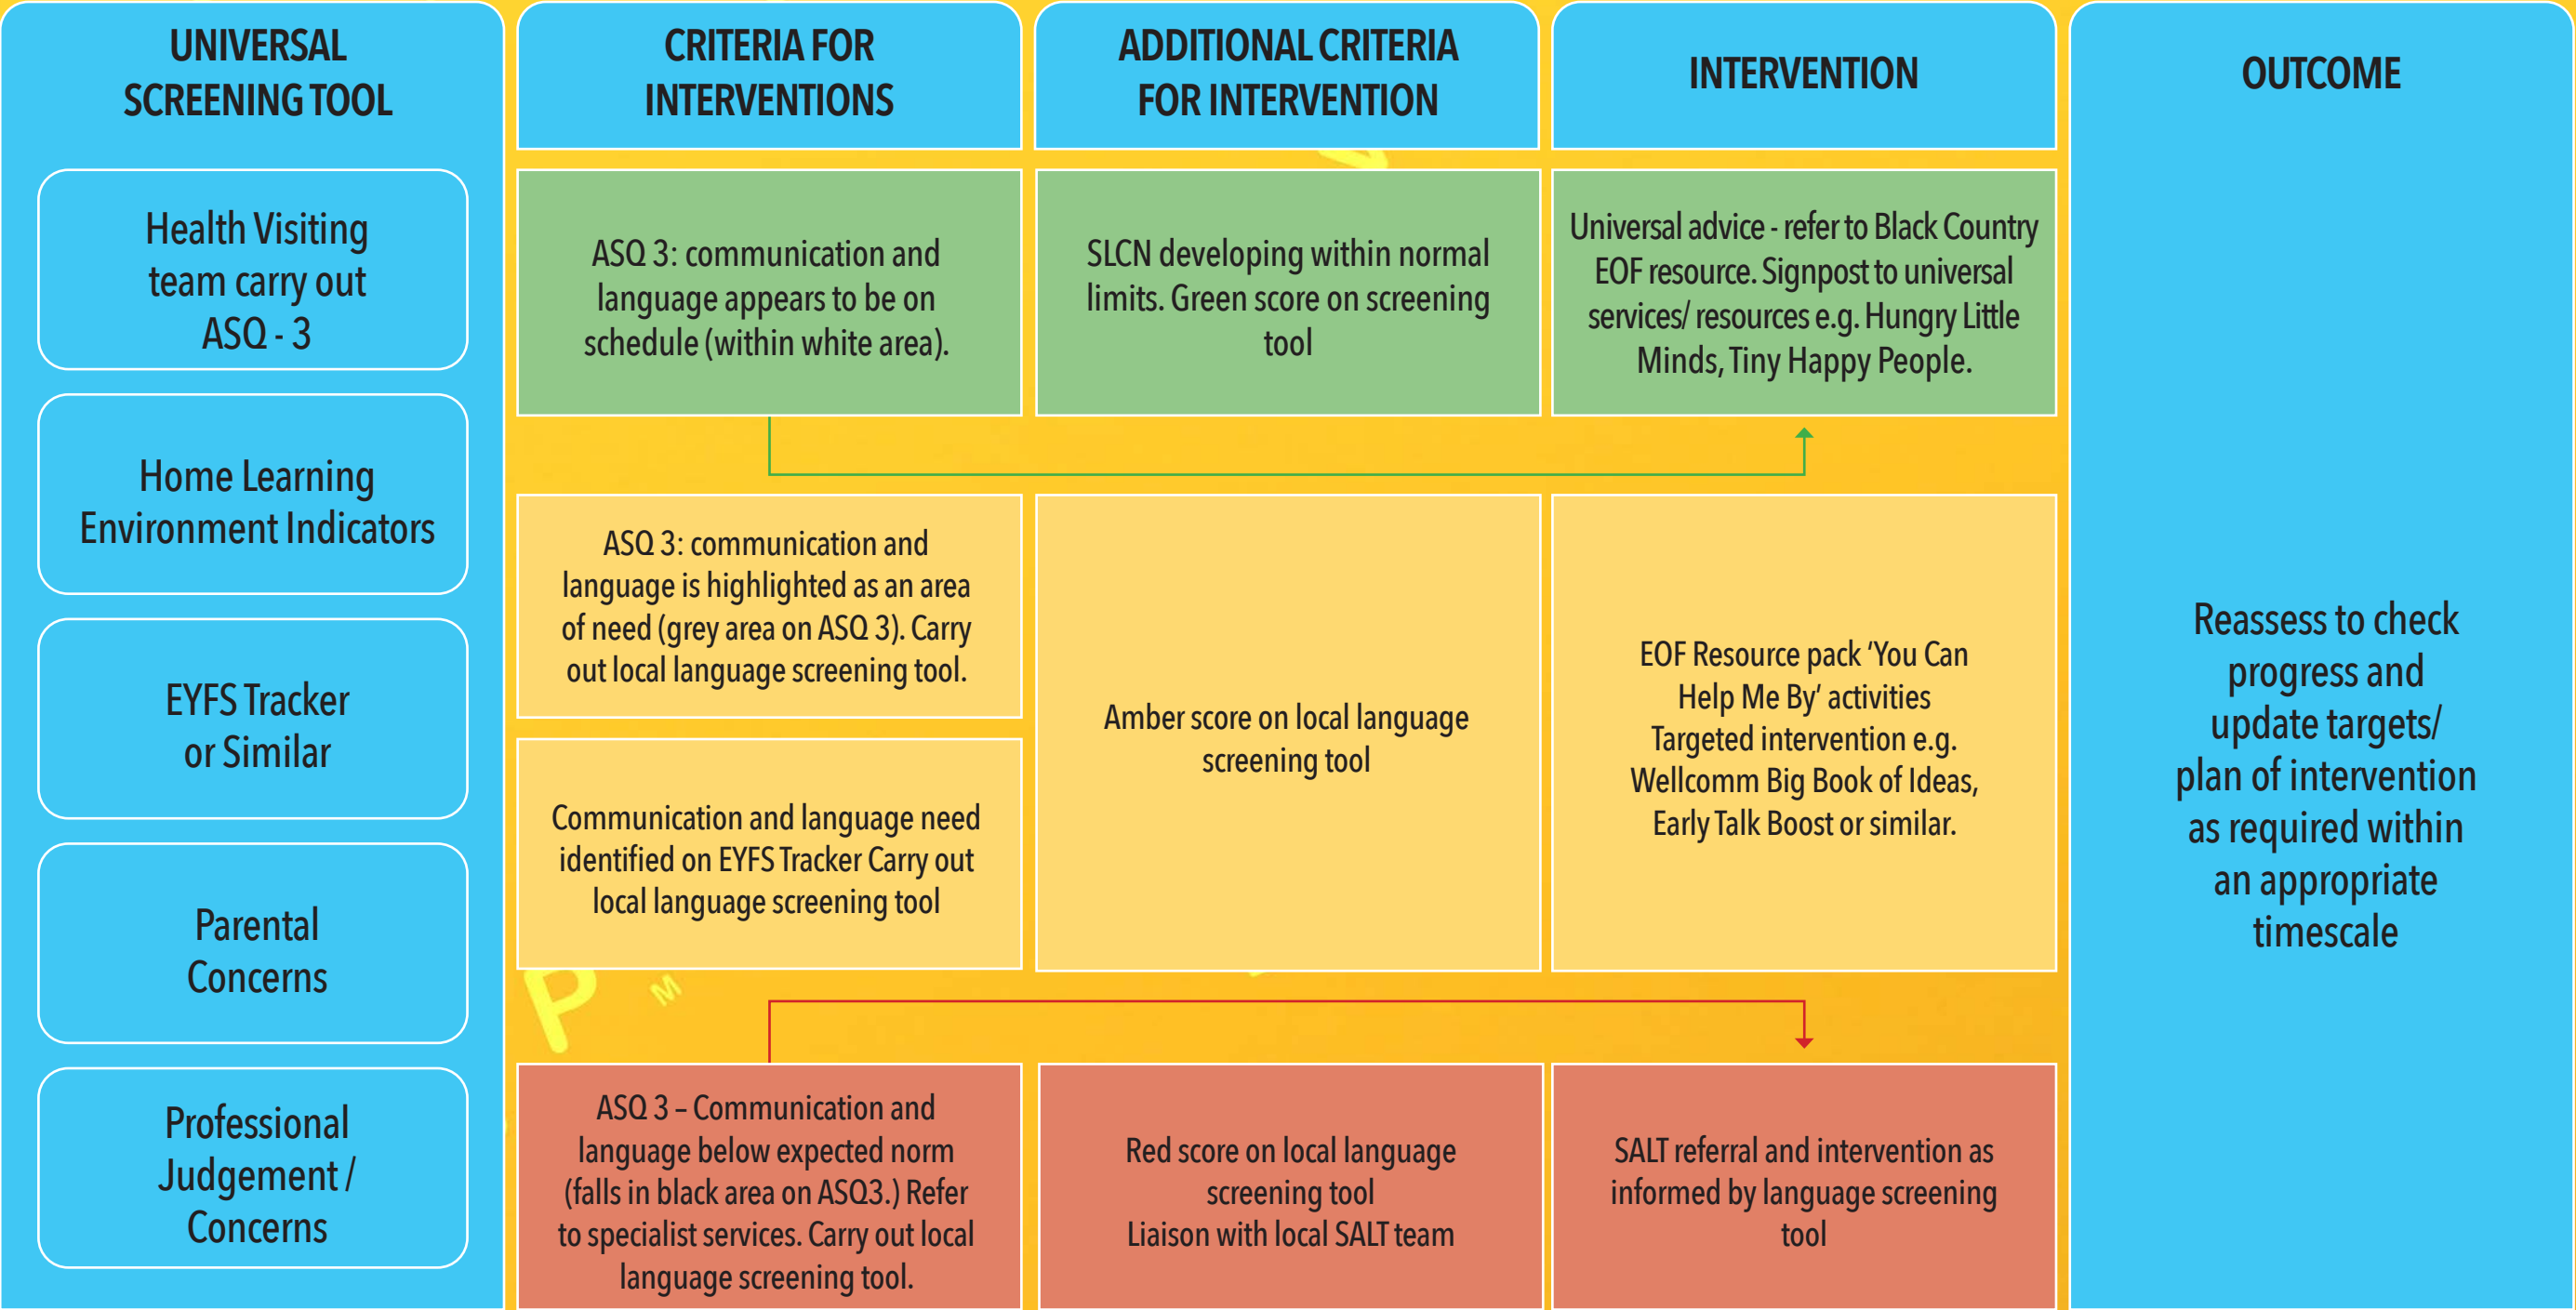 UNIVERSAL
SCREENING TOOL
Health Visiting
team carry out
ASQ - 3
Home Learning
Environment Indicators
EYFS Tracker
or Similar
Parental
Concerns
Professional
Judgement /
Concerns
CRITERIA FOR
INTERVENTIONS
ADDITIONAL CRITERIA
FOR INTERVENTION
INTERVENTION
OUTCOME
ASQ 3: communication and
language appears to be on
schedule (within white area).
SLCN developing within normal
limits. Green score on screening
tool
Universal advice - refer to Black Country
EOF resource. Signpost to universal
services/ resources e.g. Hungry Little
Minds, Tiny Happy People.
ASQ 3: communication and
language is highlighted as an area
of need (grey area on ASQ 3). Carry
out local language screening tool.
Communication and language need
identified on EYFS Tracker Carry out
local language screening tool
Amber score on local language
screening tool
EOF Resource pack ‘You Can
Help Me By’ activities
Targeted intervention e.g.
Wellcomm Big Book of Ideas,
Early Talk Boost or similar.
P
M
ASQ 3 – Communication and
language below expected norm
(falls in black area on ASQ3.) Refer
to specialist services. Carry out local
language screening tool.
Red score on local language
screening tool
Liaison with local SALT team
SALT referral and intervention as
informed by language screening
tool
Reassess to check
progress and
update targets/
plan of intervention
as required within
an appropriate
timescale